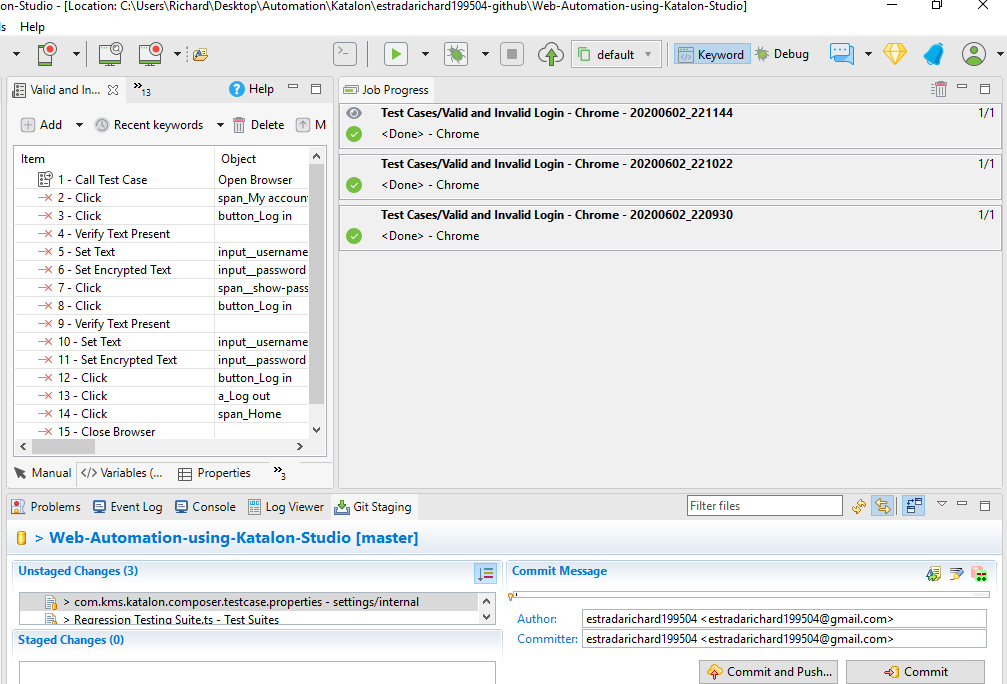 on-Studio - [Location: C:\Users\Richard\Desktop\Automation\Katalon\estradarichard199504-github\Web-Automation-using-Katalon-Studio]
s Help
default
Keyword
Debug
Valid and In...
13
Help
Add
Recent keywords
Delete
M
Item Object
1 - Call Test Case Open Browser
2 - Click span_My accoun
3 - Click button_Log in
4 - Verify Text Present
5 - Set Text input__username
6 - Set Encrypted Text input__password
7 - Click span__show-pass
8 - Click button_Log in
9 - Verify Text Present
10 - Set Text input__username
11 - Set Encrypted Text input__password
12 - Click button_Log in
13 - Click a_Log out
14 - Click span_Home
15 - Close Browser
Manual </> Variables (... Properties 3
Job Progress
Test Cases/Valid and Invalid Login - Chrome - 20200602_221144 1/1
<Done> - Chrome
Test Cases/Valid and Invalid Login - Chrome - 20200602_221022 1/1
<Done> - Chrome
Test Cases/Valid and Invalid Login - Chrome - 20200602_220930 1/1
<Done> - Chrome
Problems Event Log Console Log Viewer Git Staging Filter files
> Web-Automation-using-Katalon-Studio [master]
Unstaged Changes (3)
> com.kms.katalon.composer.testcase.properties - settings/internal
> Regression Testing Suite.ts - Test Suites
Staged Changes (0)
Commit Message
Author: estradarichard199504 <estradarichard199504@gmail.com>
Committer: estradarichard199504 <estradarichard199504@gmail.com>
Commit and Push... Commit